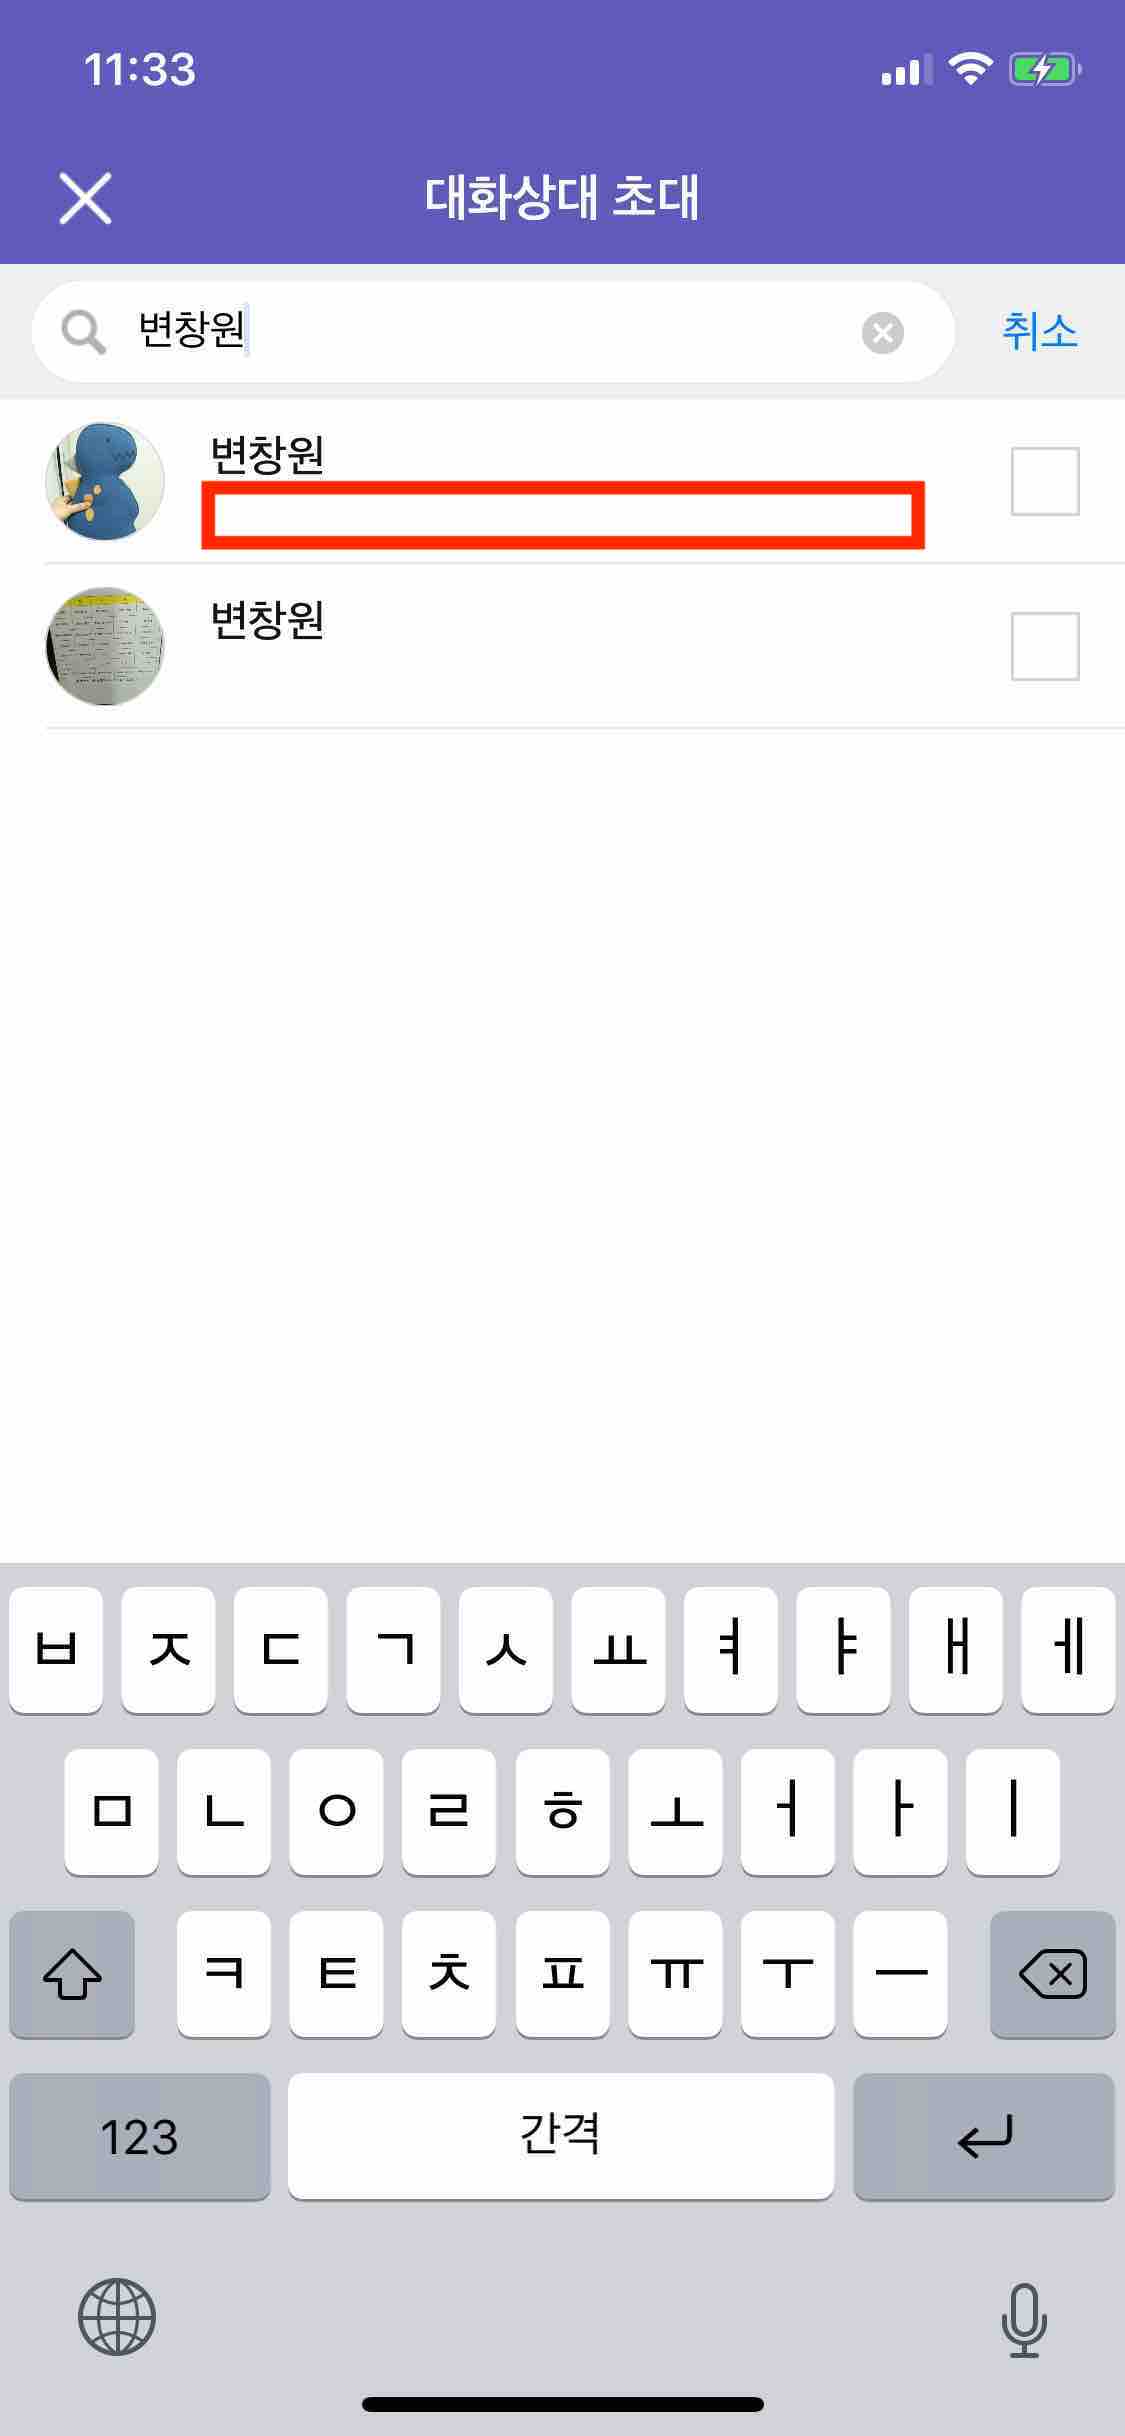 11:33
대화상대 초대
변창원
취소
변창원
변창원
ㅂ ㅈ ㄷ ㄱ ㅅ ㅛ ㅕ ㅑ ㅐ ㅔ
ㅁ ㄴ ㅇ ㄹ ㅎ ㅗ ㅓ ㅏ ㅣ
ㅋ ㅌ ㅊ ㅍ ㅠ ㅜ ㅡ
123 간격